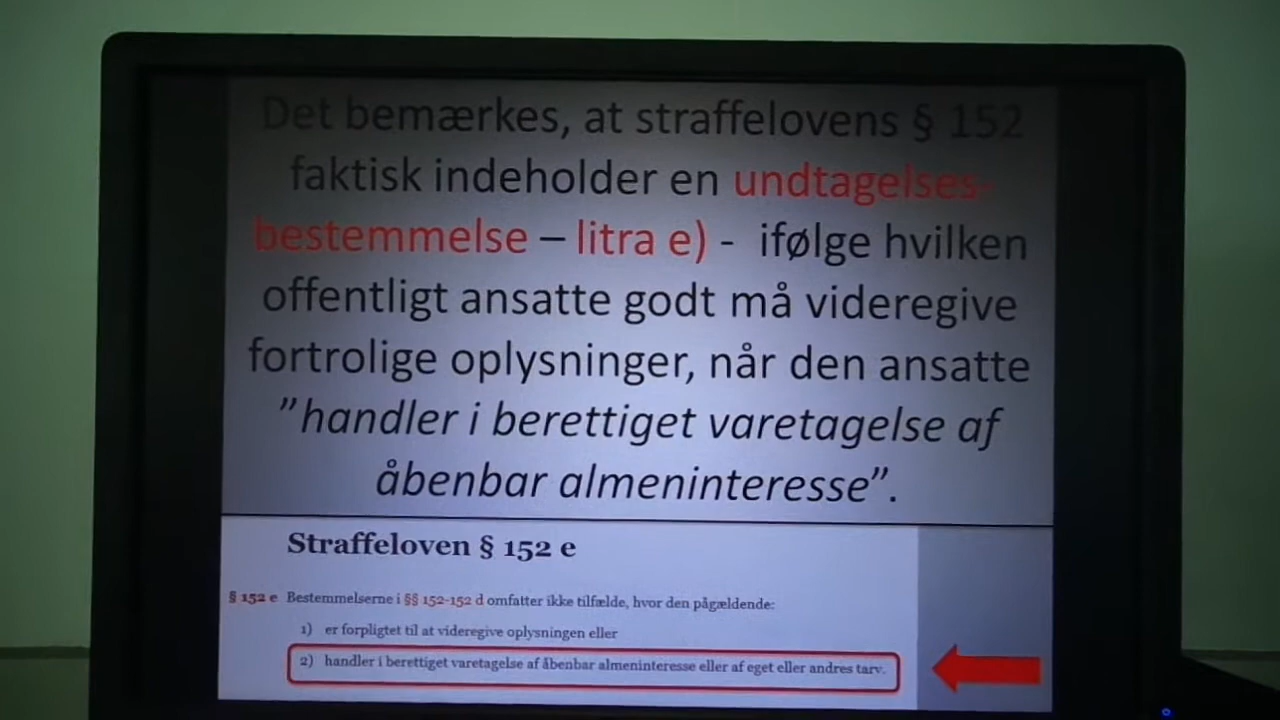 Det bemærkes, at straffelovens § 152
faktisk indeholder en undtagelses-
bestemmelse – litra e) - ifølge hvilken
offentligt ansatte godt må videregive
fortrolige oplysninger, når den ansatte
”handler i berettiget varetagelse af
åbenbar almeninteresse”.
Straffeloven § 152 e
§ 152 e Bestemmelserne i §§ 152-152 d omfatter ikke tilfælde, hvor den pågældende:
1) er forpligtet til at videregive oplysningen eller
2) handler i berettiget varetagelse af åbenbar almeninteresse eller af eget eller andres tarv.